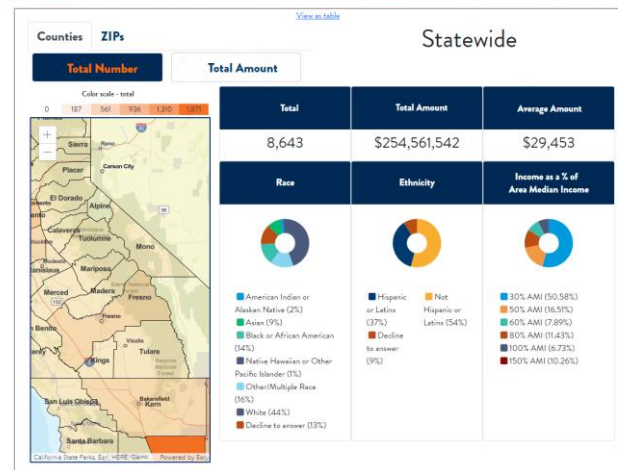 View as table
Counties ZIPs
Statewide
Total Number Total Amount
Color scale - total
0 187 561 936 1,310 1,871
Total Total Amount Average Amount
8,643 $254,561,542 $29,453
Race Ethnicity Income as a % of
Area Median Income
American Indian or
Alaskan Native (2%)
Asian (9%)
Black or African American
(14%)
Native Hawaiian or Other
Pacific Islander (1%)
Other/Multiple Race
(16%)
White (44%)
Decline to answer (13%)
Hispanic
or Latinx
(37%)
Decline
to answer
(9%)
Not
Hispanic or
Latinx (54%)
30% AMI (50.58%)
50% AMI (16.51%)
60% AMI (7.89%)
80% AMI (11.43%)
100% AMI (6.73%)
150% AMI (10.26%)
+
−
Sierra
Reno
Carson City
Placer
El Dorado
Alpine
Calaveras
Tuolumne
Mono
Modesto
Mariposa
Merced
Madera
Fresno
Fresno
Visalia
Kings
Tulare
Sequoia
National
Forest
San Luis Obispo
Bakersfield
Kern
Santa Barbara
California State Parks, Esri, HERE, Garmin, Powered by Esri